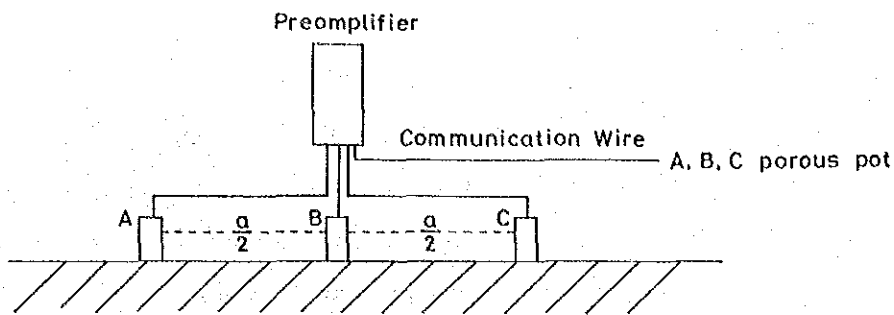 Preomplifier
Communication Wire
A, B, C porous pot
A a/2 B a/2 C